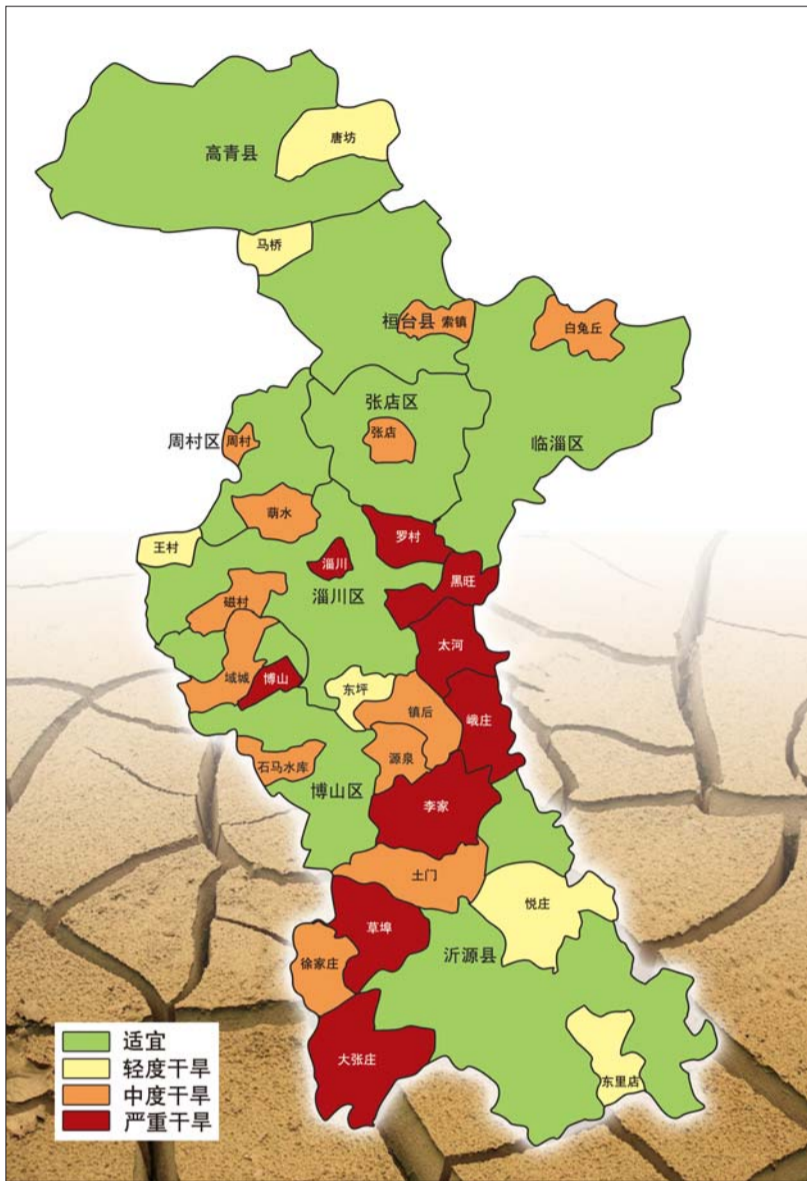 唐坊
高青县
马桥
桓台县
索镇
白兔丘
张店区
张店
周村区
周村
临淄区
萌水
王村
罗村
淄川
黑旺
淄川区
磁村
太河
域城
博山
东坪
镇后
峨庄
石马水库
源泉
博山区
李家
土门
悦庄
草埠
沂源县
徐家庄
大张庄
东里店
适宜
轻度干旱
中度干旱
严重干旱